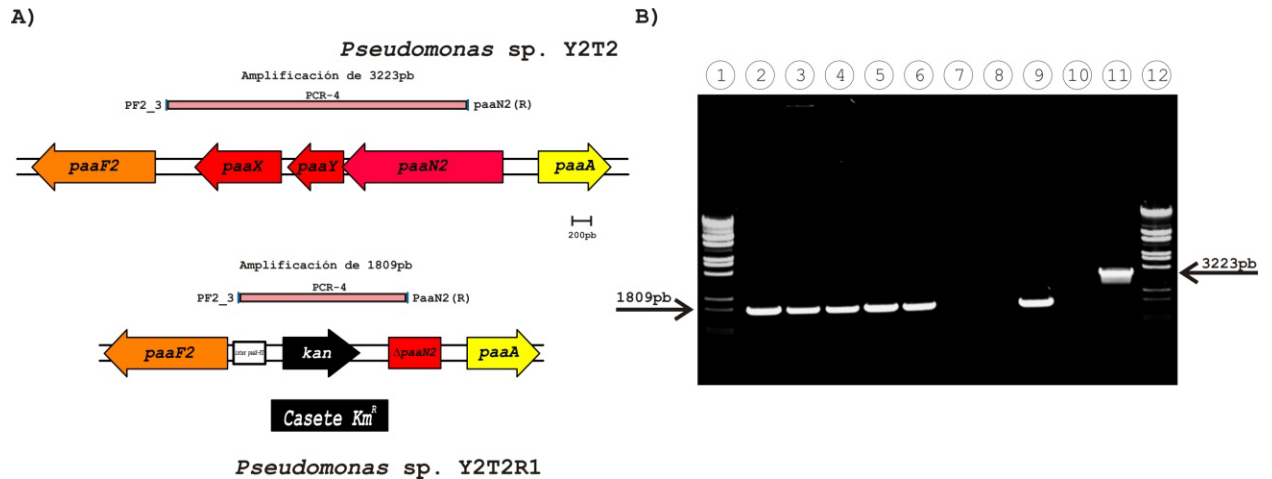 A)
Pseudomonas sp. Y2T2
Amplificación de 3223pb
PCR-4
PF2_3 paaN2(R)
paaF2 paaX paaY paaN2 paaA
200pb
Amplificación de 1809pb
PCR-4
PF2_3 PaaN2(R)
paaF2 kan ΔpaaN2 paaA
Casete Km^R
Pseudomonas sp. Y2T2R1
B)
1 2 3 4 5 6 7 8 9 10 11 12
3223pb
1809pb